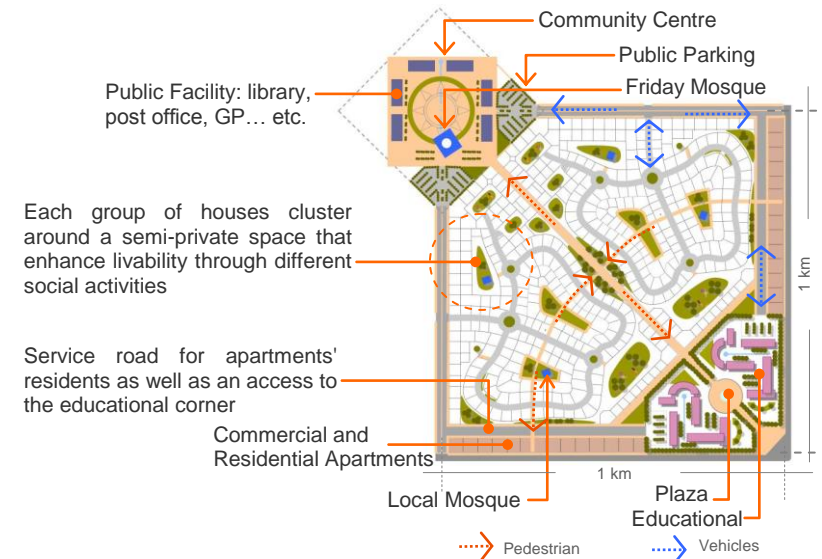 Community Centre
Public Parking
Friday Mosque
Public Facility: library,
post office, GP… etc.
Each group of houses cluster
around a semi-private space that
enhance livability through different
social activities
1 km
Service road for apartments'
residents as well as an access to
the educational corner
Commercial and
Residential Apartments
1 km
Local Mosque
Plaza
Educational
Pedestrian
Vehicles